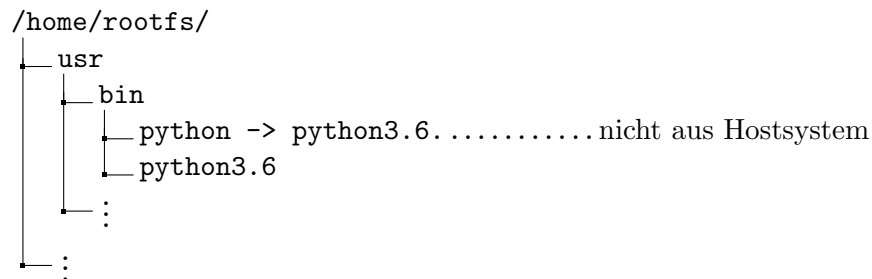 /home/rootfs/
usr
bin
python -> python3.6............nicht aus Hostsystem
python3.6
⋮
⋮